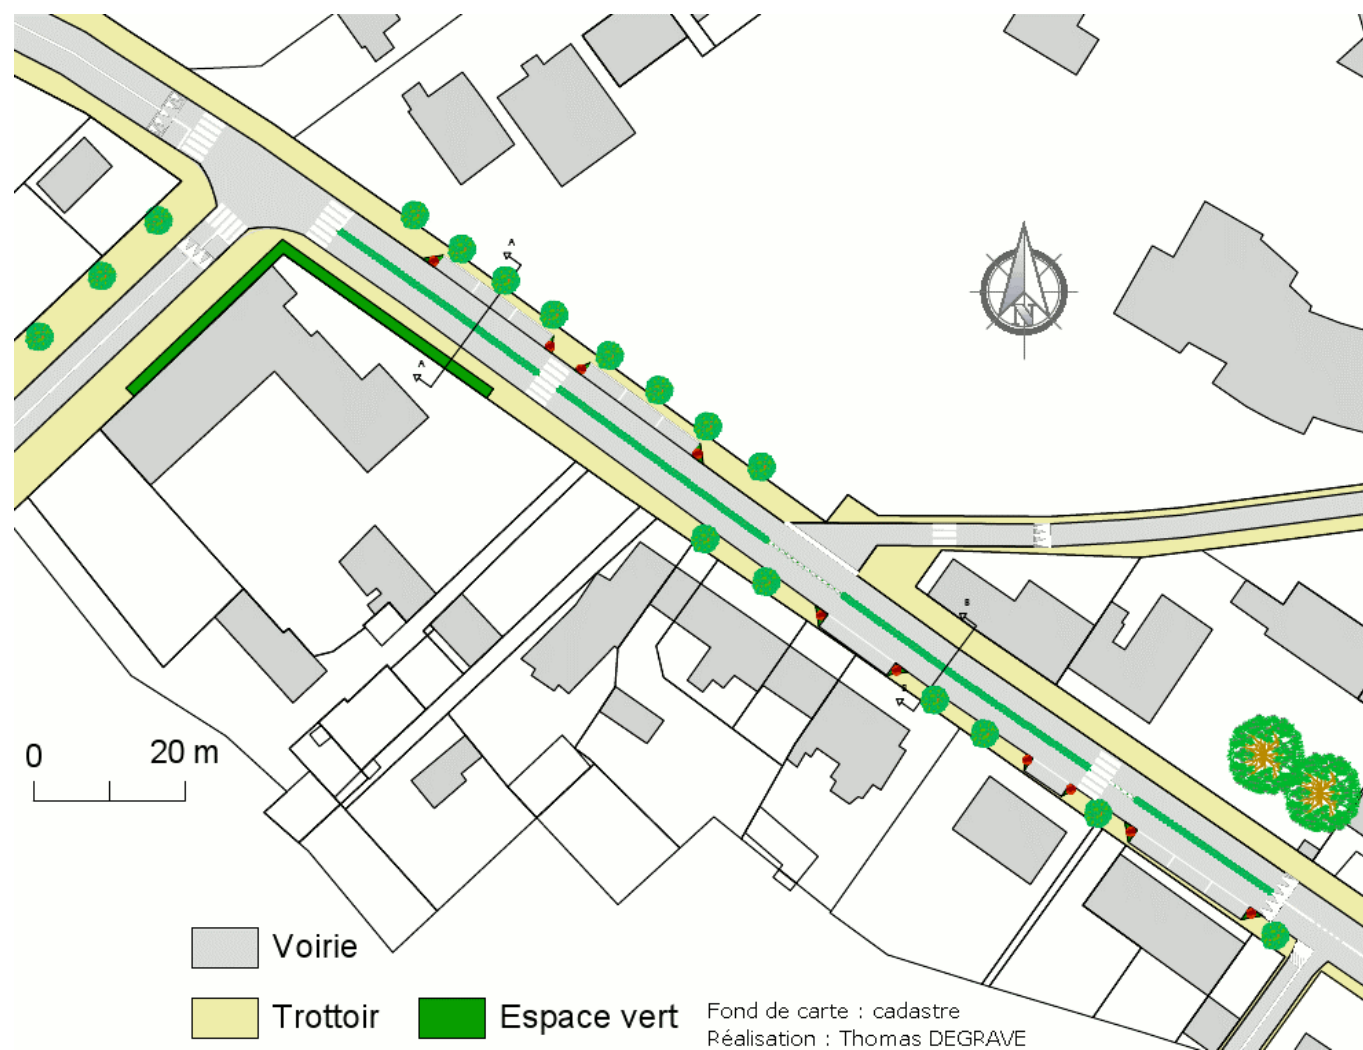 A
A
N
B
B
0
20 m
Voirie
Trottoir
Espace vert
Fond de carte : cadastre
Réalisation : Thomas DEGRAVE